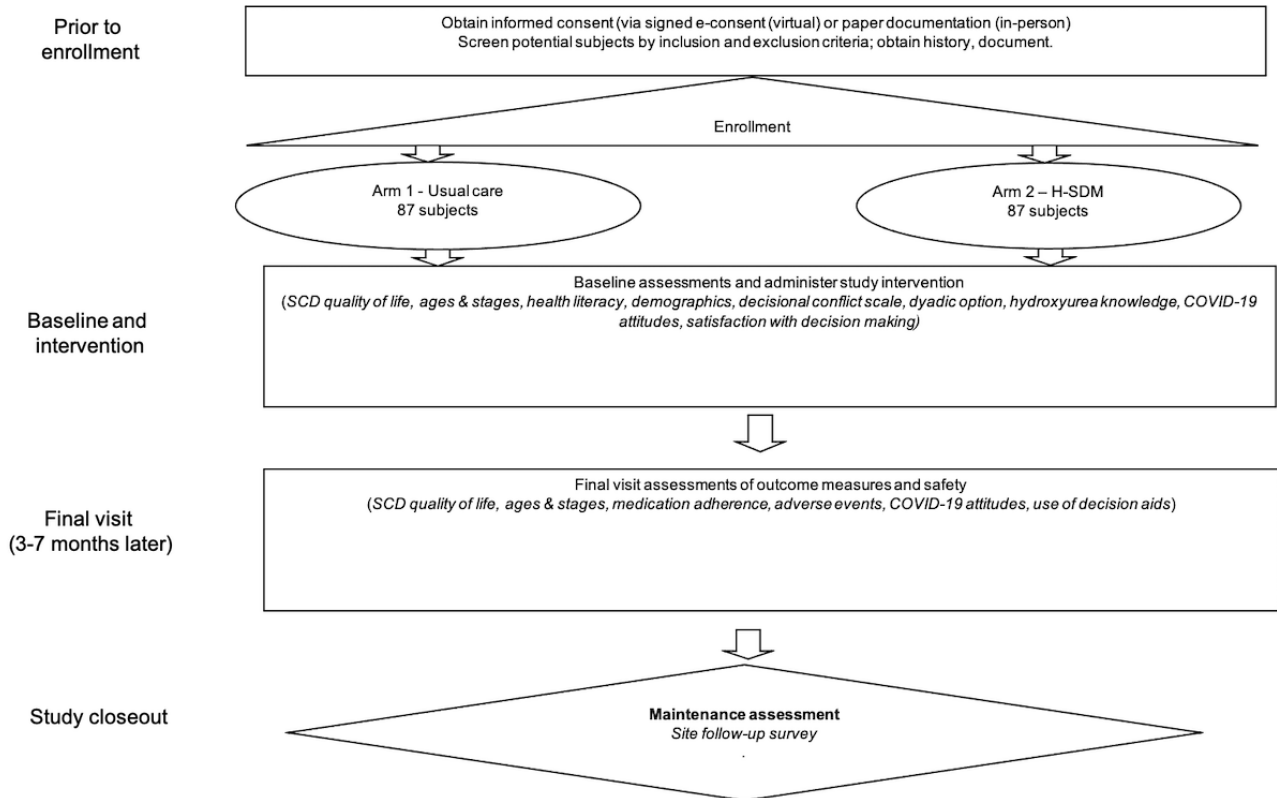 Prior to
enrollment
Obtain informed consent (via signed e-consent (virtual) or paper documentation (in-person)
Screen potential subjects by inclusion and exclusion criteria; obtain history, document.
Enrollment
Arm 1 - Usual care
87 subjects
Arm 2 – H-SDM
87 subjects
Baseline and
intervention
Baseline assessments and administer study intervention
(SCD quality of life, ages & stages, health literacy, demographics, decisional conflict scale, dyadic option, hydroxyurea knowledge, COVID-19
attitudes, satisfaction with decision making)
Final visit
(3-7 months later)
Final visit assessments of outcome measures and safety
(SCD quality of life, ages & stages, medication adherence, adverse events, COVID-19 attitudes, use of decision aids)
Study closeout
Maintenance assessment
Site follow-up survey
.